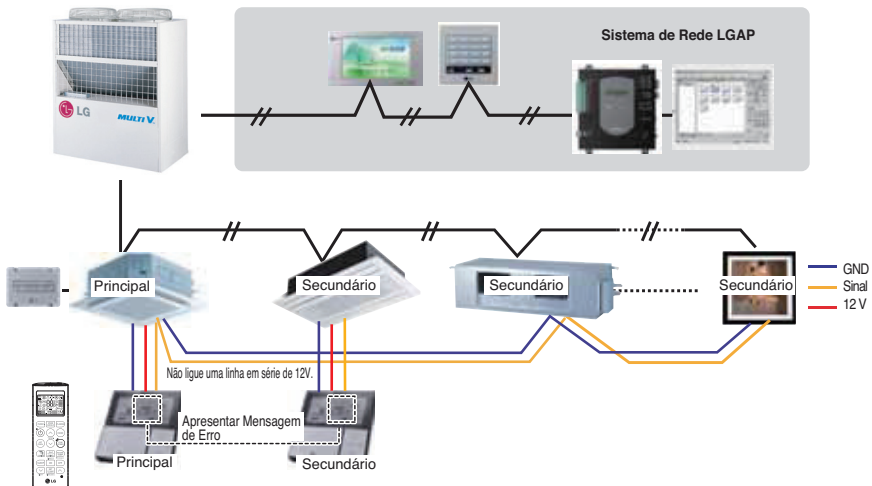 Sistema de Rede LGAP
LG
MULTI V.
Principal
Secundário
Secundário
Secundário
GND
Sinal
12 V
Não ligue uma linha em série de 12V.
Apresentar Mensagem
de Erro
Principal
Secundário
LG